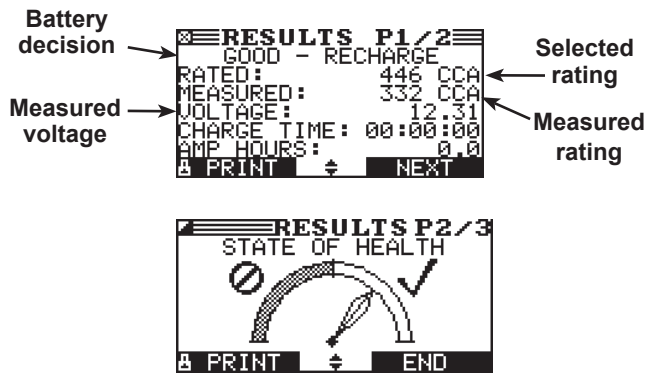 Battery
decision
RESULTS P1/2
GOOD - RECHARGE
RATED: 446 CCA
MEASURED: 332 CCA
VOLTAGE: 12.31
CHARGE TIME: 00:00:00
AMP HOURS: 0.0
PRINT NEXT
Selected
rating
Measured
voltage
Measured
rating
RESULTS P2/3
STATE OF HEALTH
PRINT END